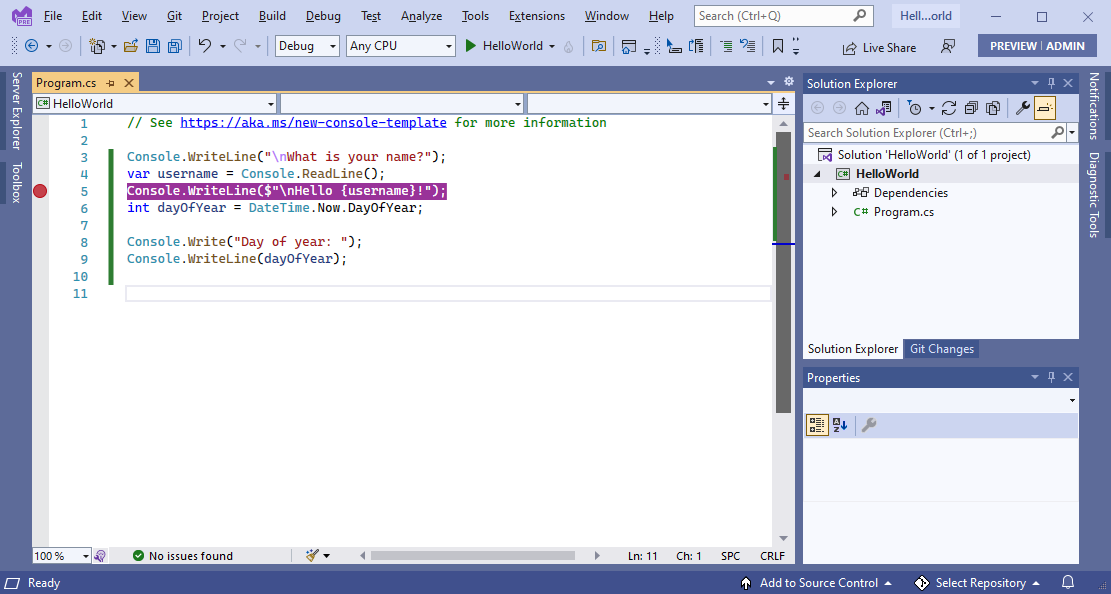 File Edit View Git Project Build Debug Test Analyze Tools Extensions Window Help Search (Ctrl+Q) Hell...orld
PRE
Debug Any CPU HelloWorld Live Share PREVIEW ADMIN
Server Explorer
Toolbox
Program.cs
C# HelloWorld
1 // See https://aka.ms/new-console-template for more information
2
3 Console.WriteLine("\nWhat is your name?");
4 var username = Console.ReadLine();
5 Console.WriteLine($"\nHello {username}!");
6 int dayOfYear = DateTime.Now.DayOfYear;
7
8 Console.Write("Day of year: ");
9 Console.WriteLine(dayOfYear);
10
11
100 % No issues found Ln: 11 Ch: 1 SPC CRLF
Solution Explorer
Search Solution Explorer (Ctrl+;)
Solution 'HelloWorld' (1 of 1 project)
C# HelloWorld
Dependencies
C# Program.cs
Solution Explorer Git Changes
Properties
A
Z
Notifications
Diagnostic Tools
Ready Add to Source Control Select Repository